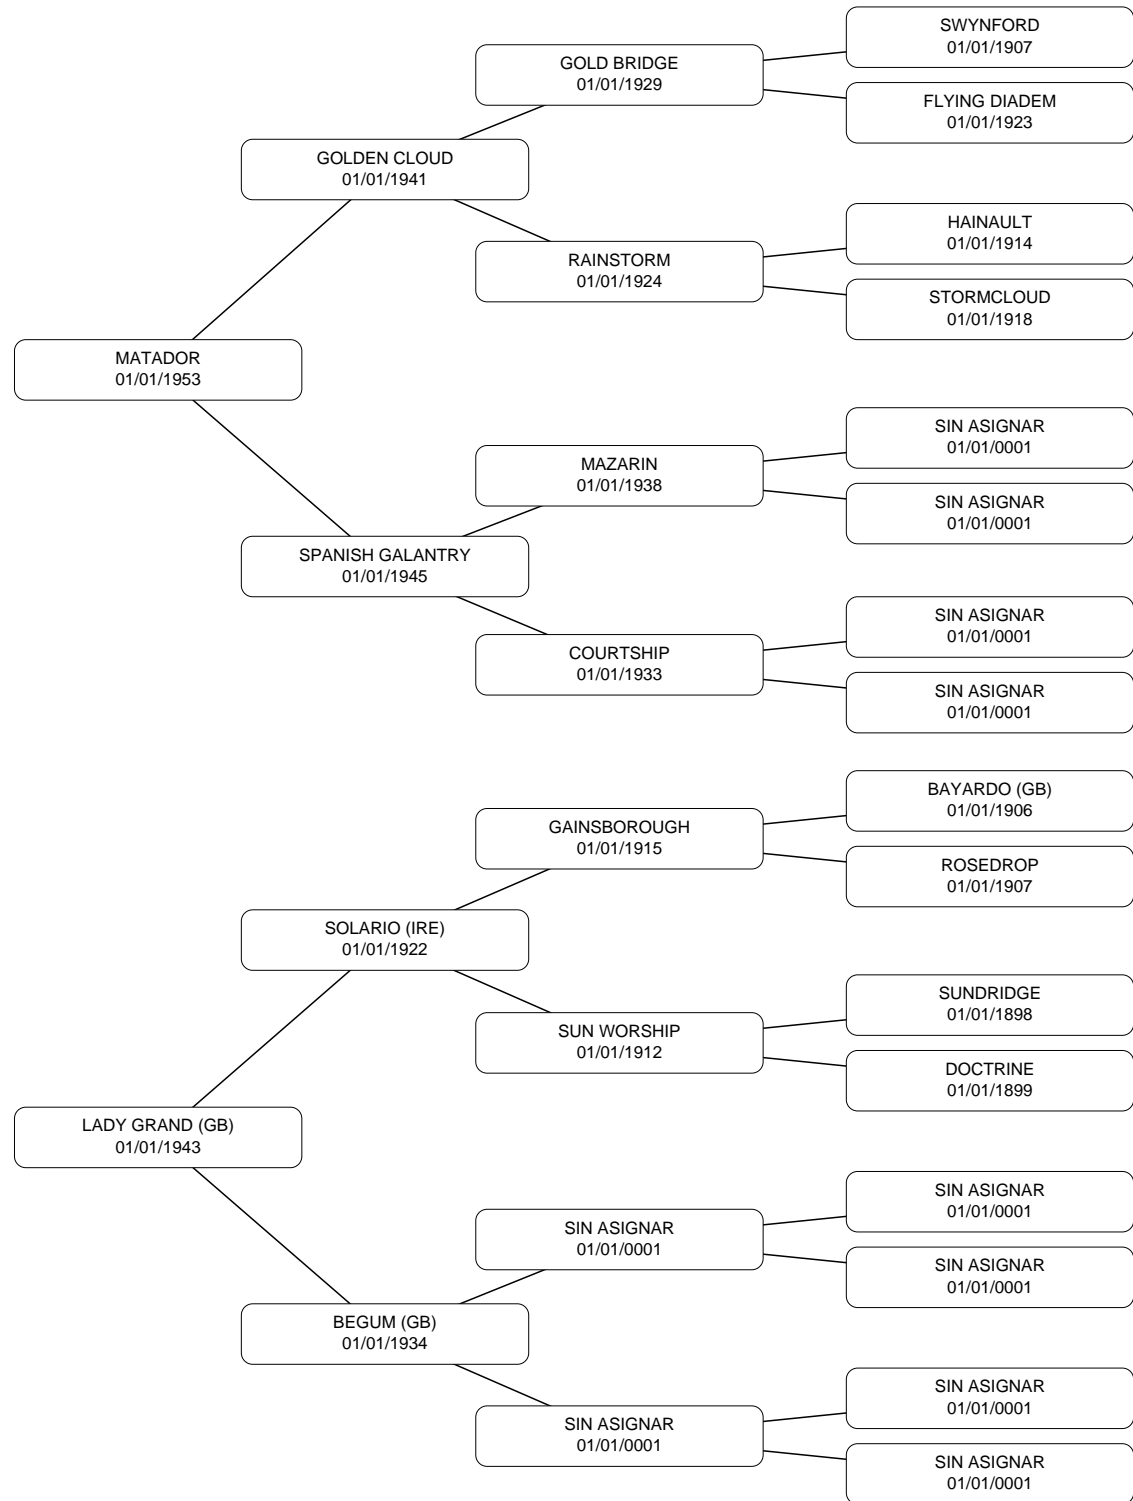 SWYNFORD
01/01/1907
GOLD BRIDGE
01/01/1929
FLYING DIADEM
01/01/1923
GOLDEN CLOUD
01/01/1941
HAINAULT
01/01/1914
RAINSTORM
01/01/1924
STORMCLOUD
01/01/1918
MATADOR
01/01/1953
SIN ASIGNAR
01/01/0001
MAZARIN
01/01/1938
SIN ASIGNAR
01/01/0001
SPANISH GALANTRY
01/01/1945
SIN ASIGNAR
01/01/0001
COURTSHIP
01/01/1933
SIN ASIGNAR
01/01/0001
BAYARDO (GB)
01/01/1906
GAINSBOROUGH
01/01/1915
ROSEDROP
01/01/1907
SOLARIO (IRE)
01/01/1922
SUNDRIDGE
01/01/1898
SUN WORSHIP
01/01/1912
DOCTRINE
01/01/1899
LADY GRAND (GB)
01/01/1943
SIN ASIGNAR
01/01/0001
SIN ASIGNAR
01/01/0001
SIN ASIGNAR
01/01/0001
BEGUM (GB)
01/01/1934
SIN ASIGNAR
01/01/0001
SIN ASIGNAR
01/01/0001
SIN ASIGNAR
01/01/0001